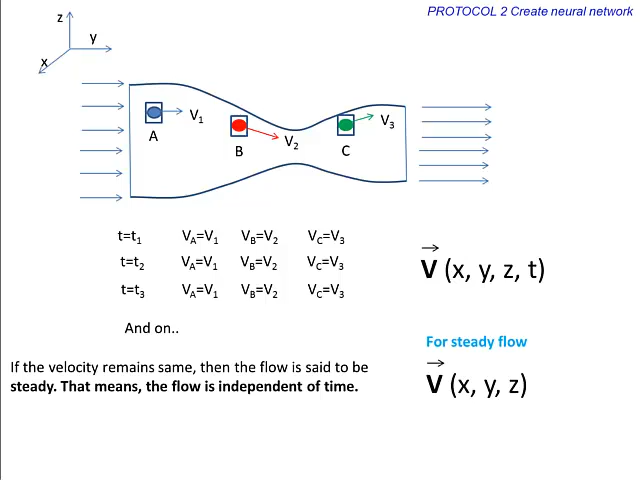 PROTOCOL 2 Create neural network
z
y
x
V1
A
V2
B
V3
C
t=t1 VA=V1 VB=V2 VC=V3
t=t2 VA=V1 VB=V2 VC=V3
t=t3 VA=V1 VB=V2 VC=V3
And on..
V (x, y, z, t)
For steady flow
V (x, y, z)
If the velocity remains same, then the flow is said to be
steady. That means, the flow is independent of time.